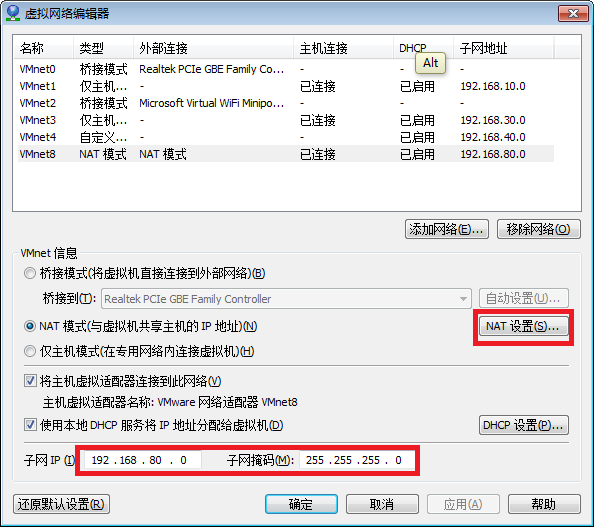 虚拟网络编辑器
名称 类型 外部连接 主机连接 DHCP 子网地址
Alt
VMnet0 桥接模式 Realtek PCIe GBE Family Co... - - -
VMnet1 仅主机... - 已连接 已启用 192.168.10.0
VMnet2 桥接模式 Microsoft Virtual WiFi Minipo... - - -
VMnet3 仅主机... - 已连接 已启用 192.168.30.0
VMnet4 自定义... - 已连接 已启用 192.168.40.0
VMnet8 NAT 模式 NAT 模式 已连接 已启用 192.168.80.0
添加网络(E)... 移除网络(O)
VMnet 信息
桥接模式(将虚拟机直接连接到外部网络)(B)
桥接到(T): Realtek PCIe GBE Family Controller 自动设置(U)...
NAT 模式(与虚拟机共享主机的 IP 地址)(N) NAT 设置(S)...
仅主机模式(在专用网络内连接虚拟机)(H)
将主机虚拟适配器连接到此网络(V)
主机虚拟适配器名称: VMware 网络适配器 VMnet8
使用本地 DHCP 服务将 IP 地址分配给虚拟机(D) DHCP 设置(P)...
子网 IP (I) 192 . 168 . 80 . 0 子网掩码(M): 255 . 255 . 255 . 0
还原默认设置(R) 确定 取消 应用(A) 帮助